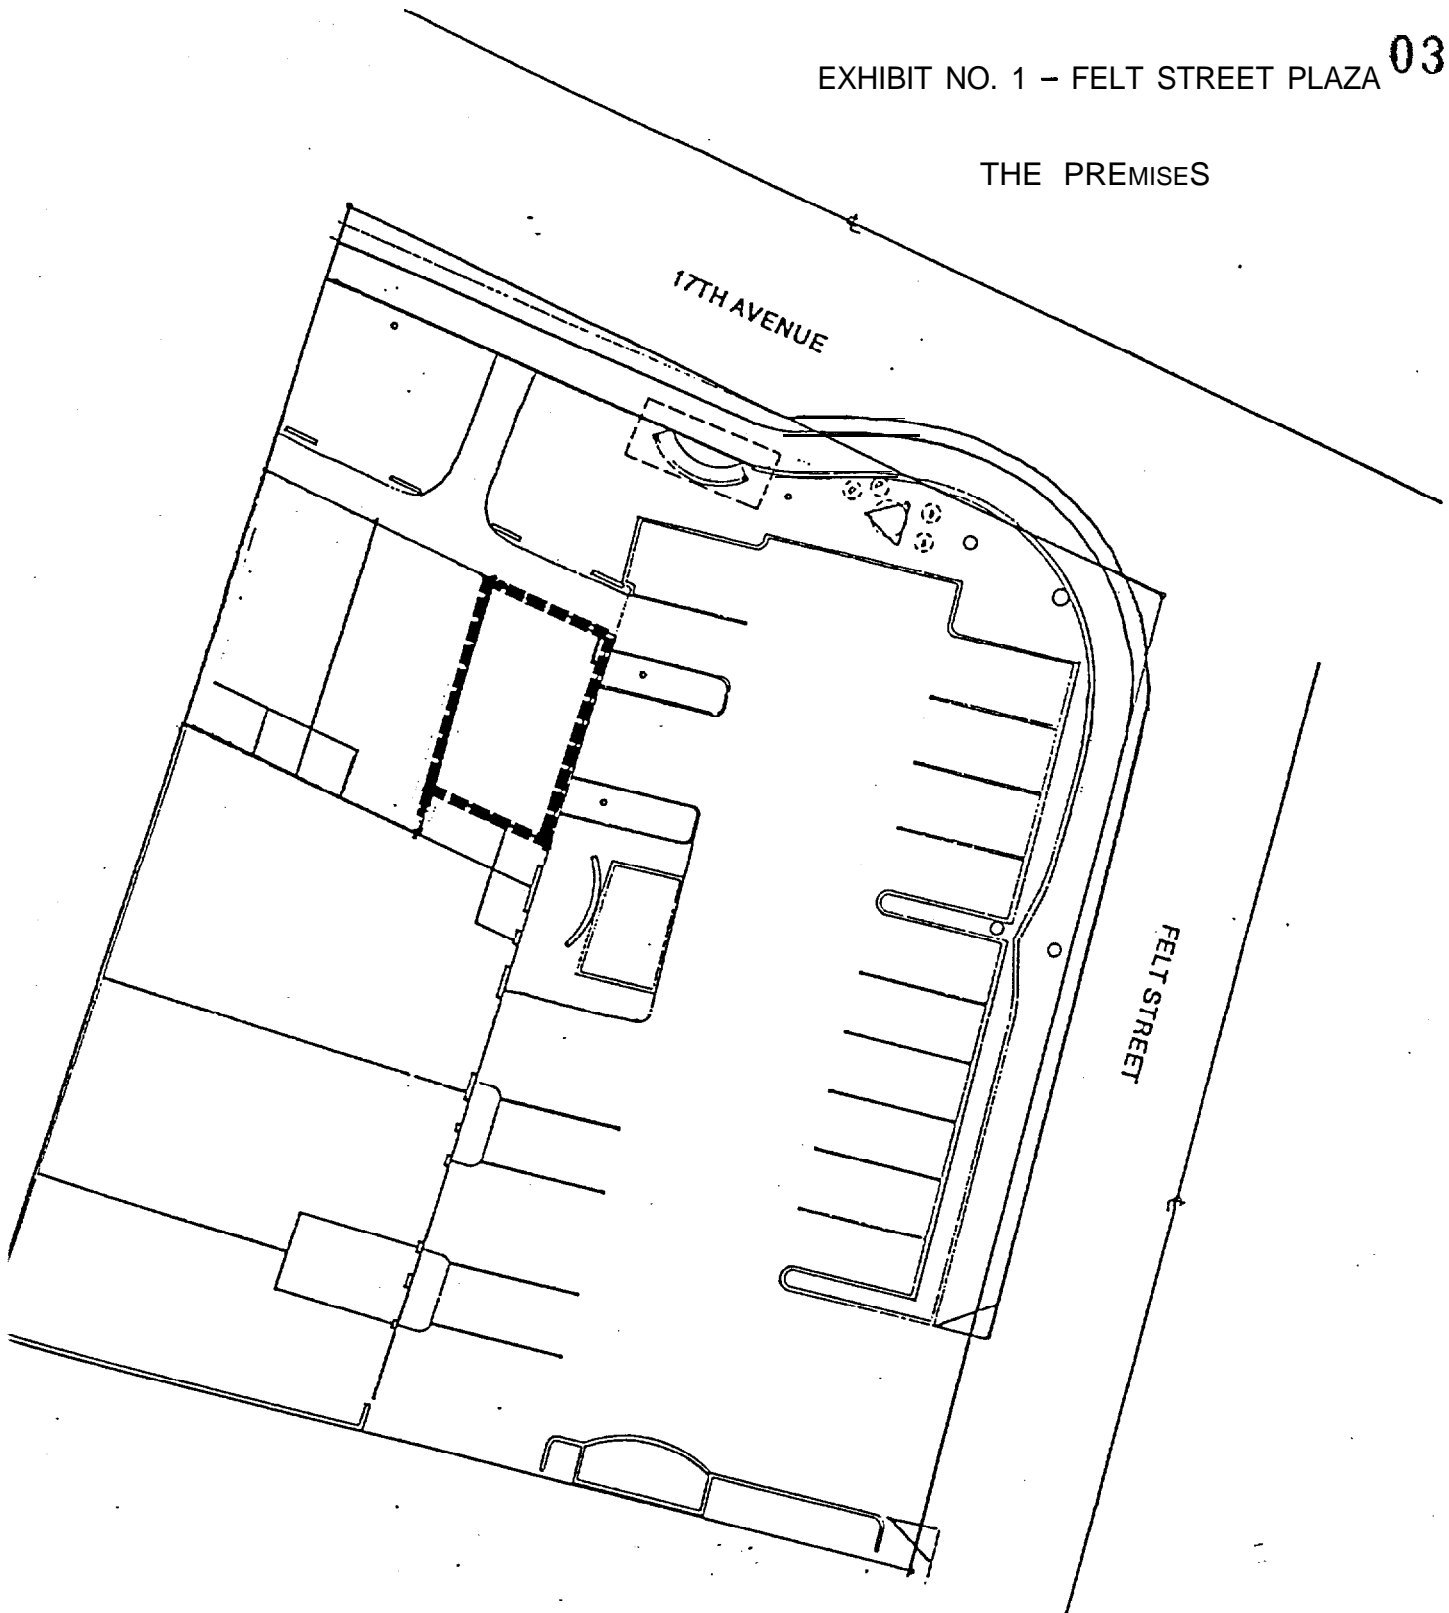 03
EXHIBIT NO. 1 – FELT STREET PLAZA
THE PREMISES
17TH AVENUE
FELT STREET